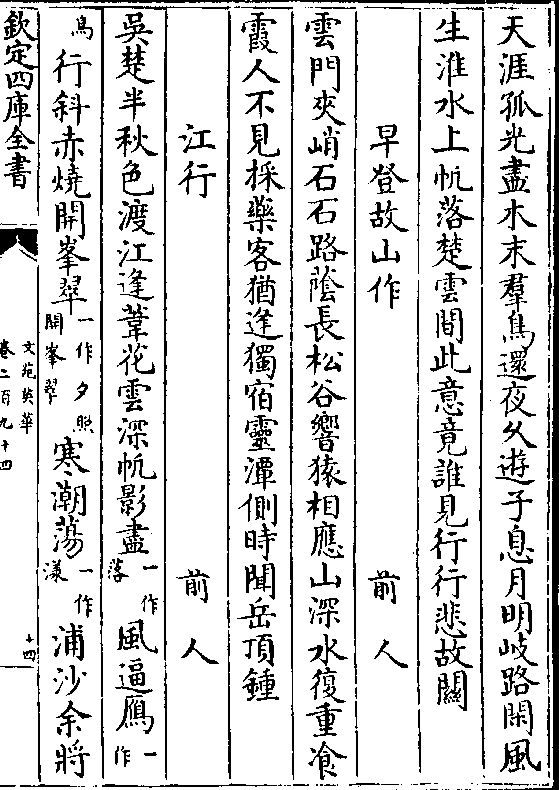 天涯孤光盡木末羣鳥還夜久遊子息月明岐路閑風
生淮水上帆落楚雲間此意竟誰見行行悲故關
早登故山作 前人
雲門夾峭石石路蔭長松谷響猿相應山深水復重飡
霞人不見採藥客猶逢獨宿靈潭側時聞岳頂鍾
江行 前人
吳楚半秋色渡江逢葦花雲深帆影盡一作落風逼鴈一作
鳥行斜赤燒開峯翠一作夕照開峯翠寒潮蕩一作漾浦沙余將
欽定四庫全書
文苑英華
卷二百九十四
十四